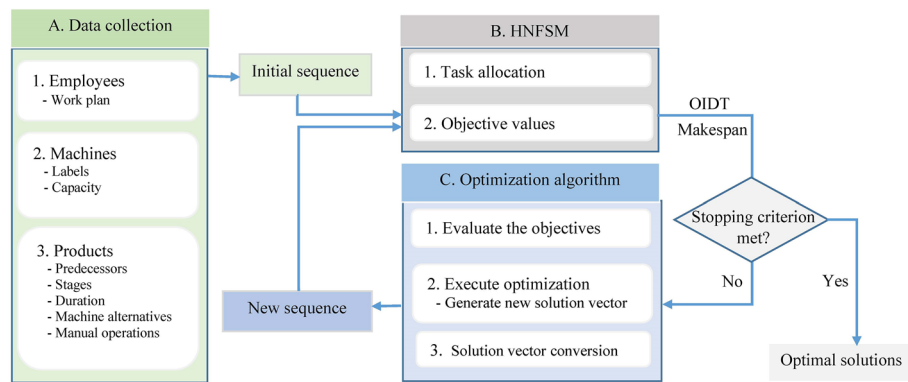 A. Data collection
1. Employees
- Work plan
2. Machines
- Labels
- Capacity
3. Products
- Predecessors
- Stages
- Duration
- Machine alternatives
- Manual operations
Initial sequence
New sequence
B. HNFSM
1. Task allocation
2. Objective values
C. Optimization algorithm
1. Evaluate the objectives
2. Execute optimization
- Generate new solution vector
3. Solution vector conversion
OIDT
Makespan
Stopping criterion
met?
No
Yes
Optimal solutions